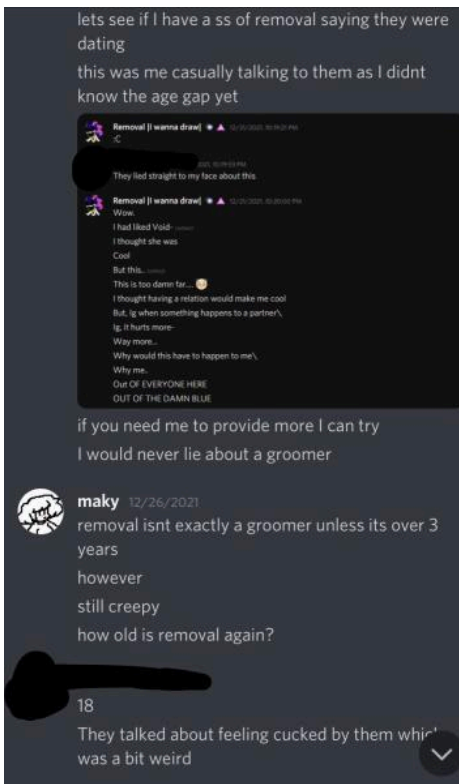 lets see if I have a ss of removal saying they were
dating
this was me casually talking to them as I didnt
know the age gap yet
Removal |I wanna draw|
:C
They lied straight to my face about this
Removal |I wanna draw|
Wow.
I had liked Void-
I thought she was
Cool
But this..
This is too damn far....
I thought having a relation would make me cool
But, Ig when something happens to a partner\
Ig, It hurts more-
Way more..
Why would this have to happen to me\
Why me..
Out OF EVERYONE HERE
OUT OF THE DAMN BLUE
if you need me to provide more I can try
I would never lie about a groomer
maky 12/26/2021
removal isnt exactly a groomer unless its over 3
years
however
still creepy
how old is removal again?
18
They talked about feeling cucked by them which
was a bit weird